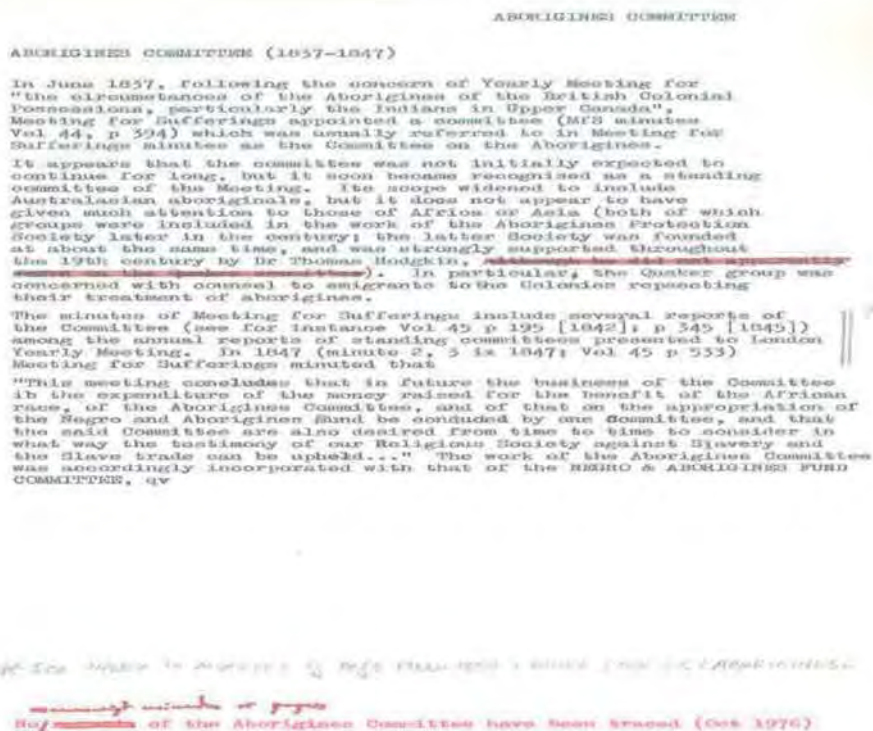 ABORIGINES COMMITTEE
ABORIGINES COMMITTEE (1837-1847)
In June 1837, following the concern of Yearly Meeting for
"the circumstances of the Aborigines of the British Colonial
Possessions, particularly the Indians in Upper Canada",
Meeting for Sufferings appointed a committee (MfS minutes
Vol 44, p 394) which was usually referred to in Meeting for
Sufferings minutes as the Committee on the Aborigines.
It appears that the committee was not initially expected to
continue for long, but it soon became recognised as a standing
committee of the Meeting. Its scope widened to include
Australasian aboriginals, but it does not appear to have
given much attention to those of Africa or Asia (both of which
groups were included in the work of the Aborigines Protection
Society later in the century; the latter Society was founded
at about the same time, and was strongly supported throughout
the 19th century by Dr Thomas Hodgkin, although he did not apparently
). In particular, the Quaker group was
concerned with counsel to emigrants to the Colonies repsecting
their treatment of aborigines.
The minutes of Meeting for Sufferings include several reports of
the Committee (see for instance Vol 45 p 195 [1842]; p 345 [1845])
among the annual reports of standing committees presented to London
Yearly Meeting. In 1847 (minute 2, 3 ix 1847; Vol 45 p 533)
Meeting for Sufferings minuted that
"This meeting concludes that in future the business of the Committee
ib the expenditure of the money raised for the benefit of the African
race, of the Aborigines Committee, and of that on the appropriation of
the Negro and Aborigines Fund be conduded by one Committee, and that
the said Committee are also desired from time to time to consider in
what way the testimony of our Religious Society against Slavery and
the Slave trade can be upheld..." The work of the Aborigines Committee
was accordingly incorporated with that of the NEGRO & ABORIGINES FUND
COMMITTEE, qv
minutes or papers
No/ of the Aborigines Committee have been traced (Oct 1976)